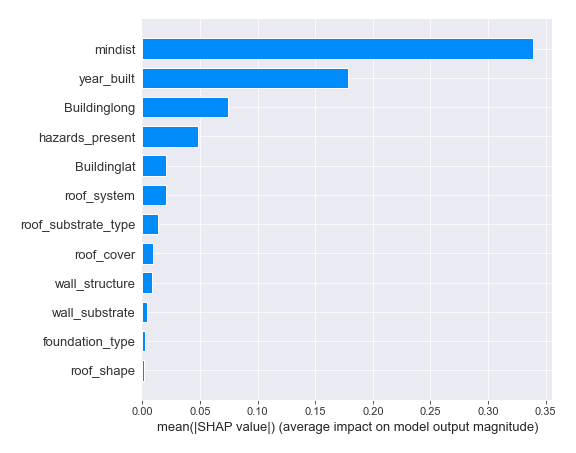 mindist
year_built
Buildinglong
hazards_present
Buildinglat
roof_system
roof_substrate_type
roof_cover
wall_structure
wall_substrate
foundation_type
roof_shape
0.00 0.05 0.10 0.15 0.20 0.25 0.30 0.35
mean(|SHAP value|) (average impact on model output magnitude)